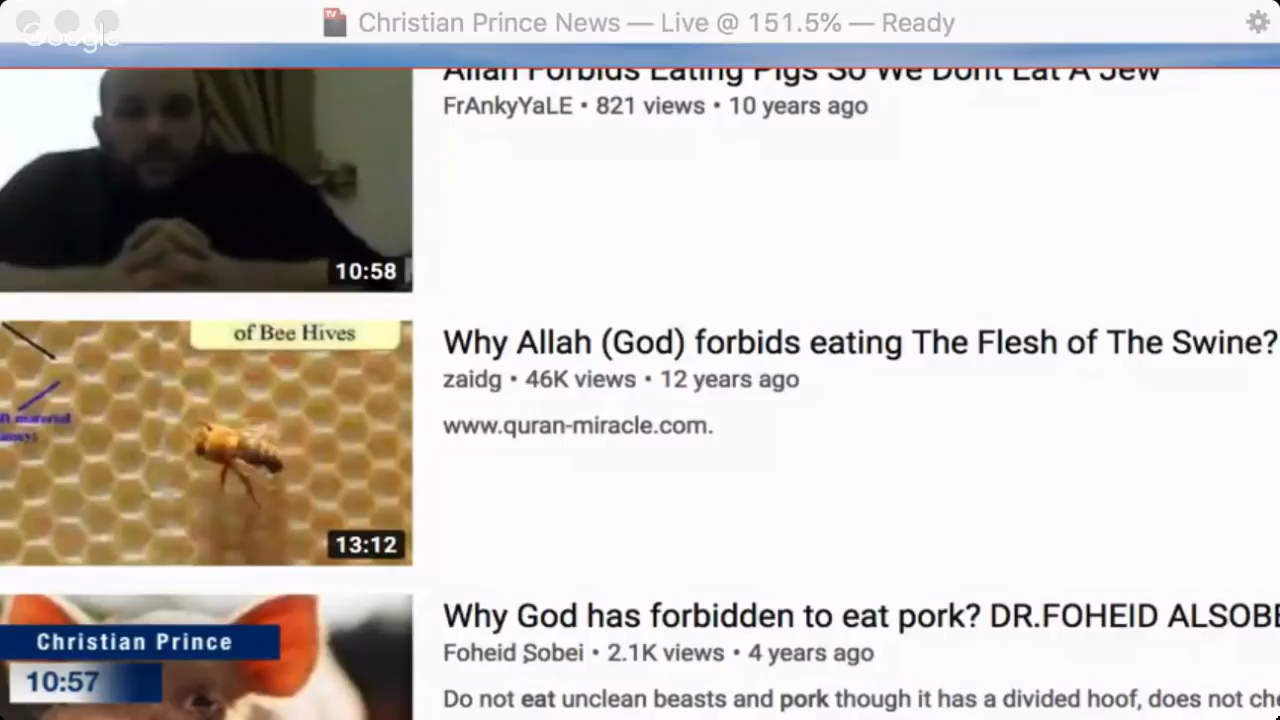 Google
Christian Prince News — Live @ 151.5% — Ready
Allah Forbids Eating Pigs So We Dont Eat A Jew
FrAnkyYaLE • 821 views • 10 years ago
10:58
of Bee Hives
material
Why Allah (God) forbids eating The Flesh of The Swine?
zaidg • 46K views • 12 years ago
www.quran-miracle.com.
13:12
Why God has forbidden to eat pork? DR.FOHEID ALSOBE
Foheid Sobei • 2.1K views • 4 years ago
Do not eat unclean beasts and pork though it has a divided hoof, does not che
Christian Prince
10:57